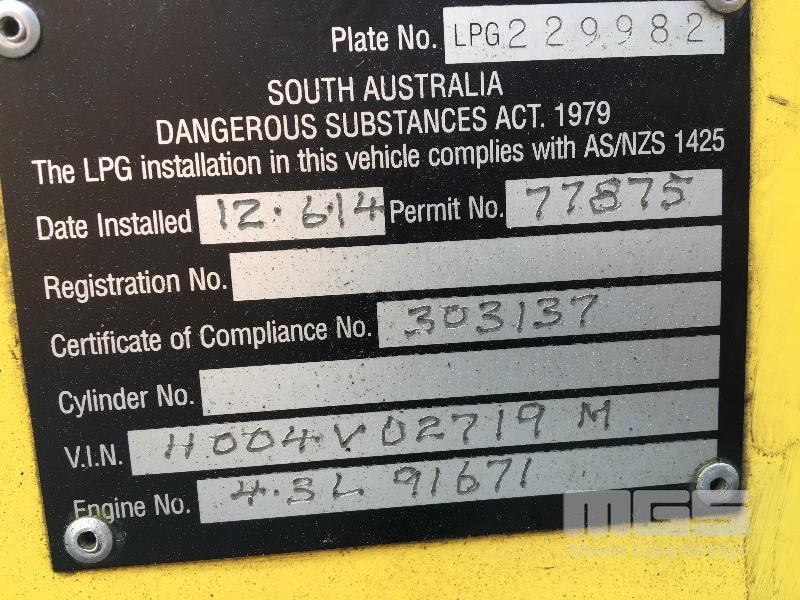 Plate No. LPG229982
SOUTH AUSTRALIA
DANGEROUS SUBSTANCES ACT. 1979
The LPG installation in this vehicle complies with AS/NZS 1425
Date Installed 12.6.14 Permit No. 77875
Registration No.
Certificate of Compliance No. 303137
Cylinder No.
V.I.N. H004V02719M
Engine No. 4.3L 91671
MGS